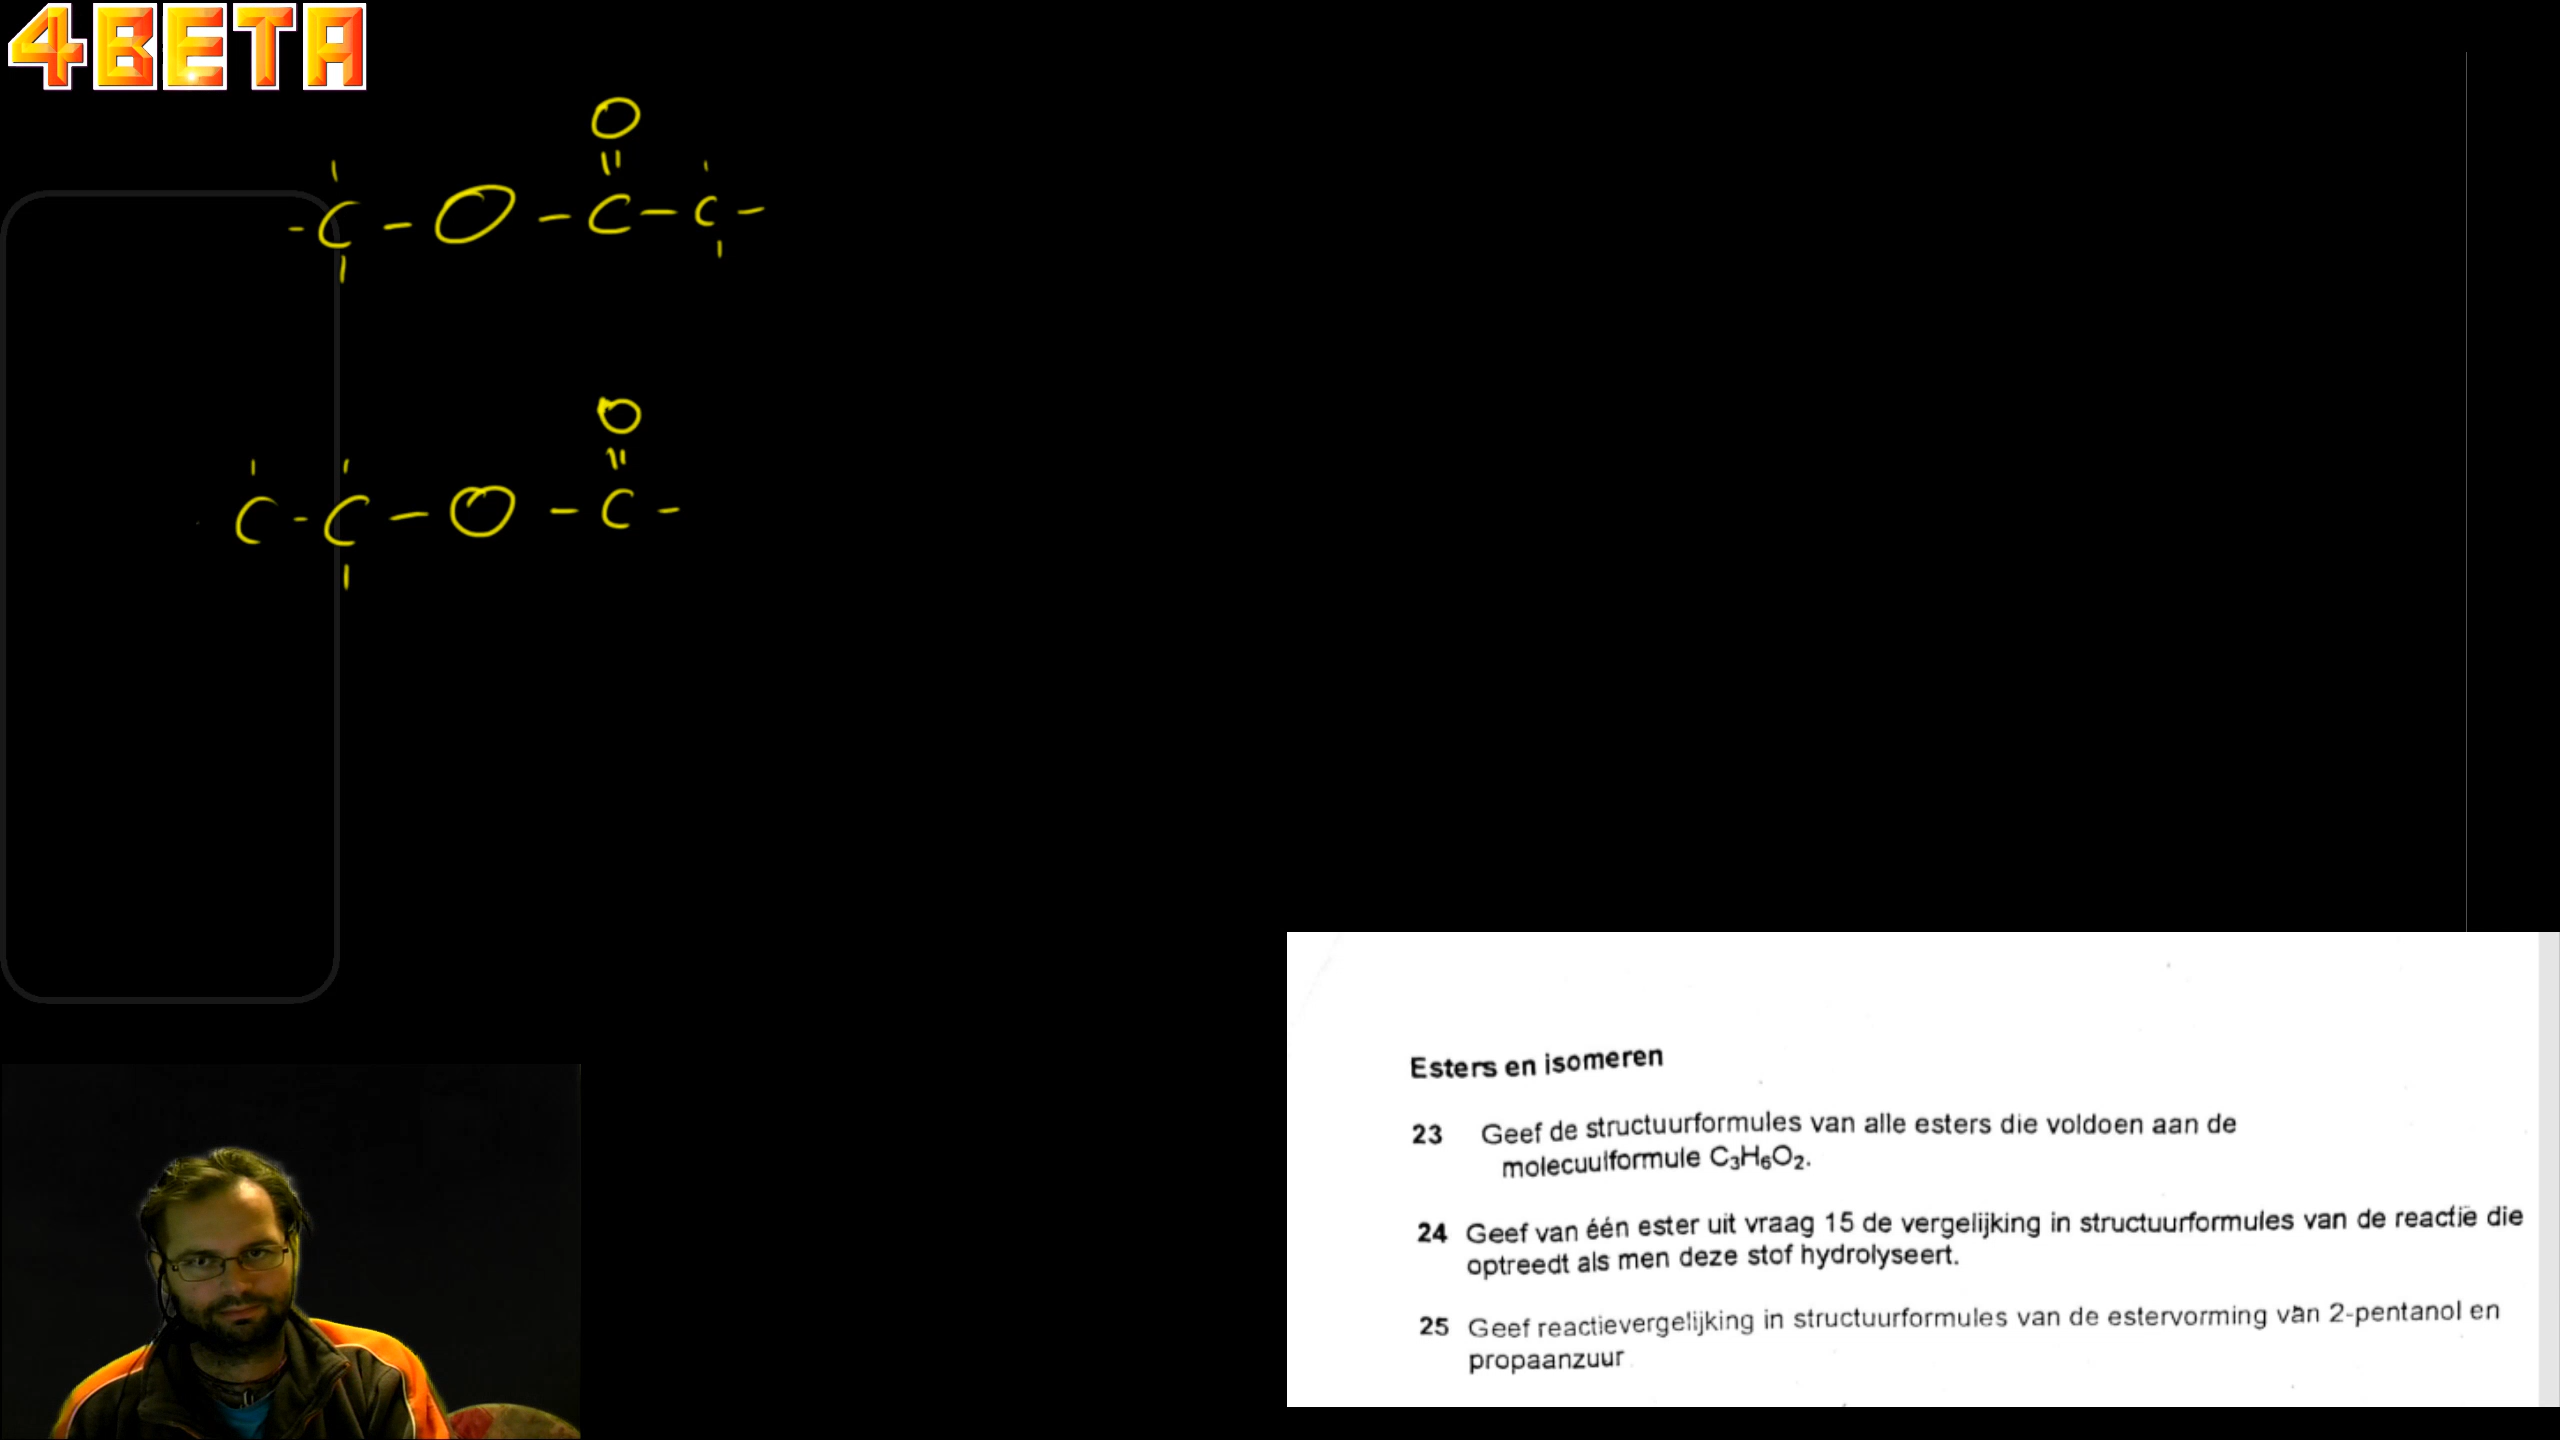 4BETA
O
"
- C - O - C - C -
O
"
C - C - O - C -
Esters en isomeren
23 Geef de structuurformules van alle esters die voldoen aan de
molecuulformule C₃H₆O₂.
24 Geef van één ester uit vraag 15 de vergelijking in structuurformules van de reactie die
optreedt als men deze stof hydrolyseert.
25 Geef reactievergelijking in structuurformules van de estervorming van 2-pentanol en
propaanzuur